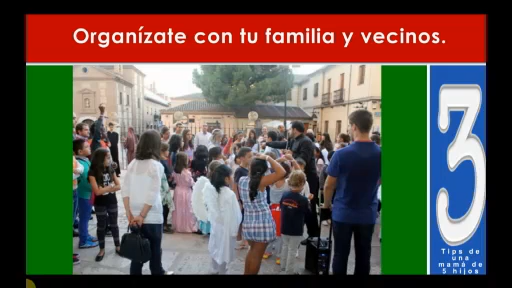 Organízate con tu familia y vecinos.
3
Tips de
una
mamá de
5 hijos